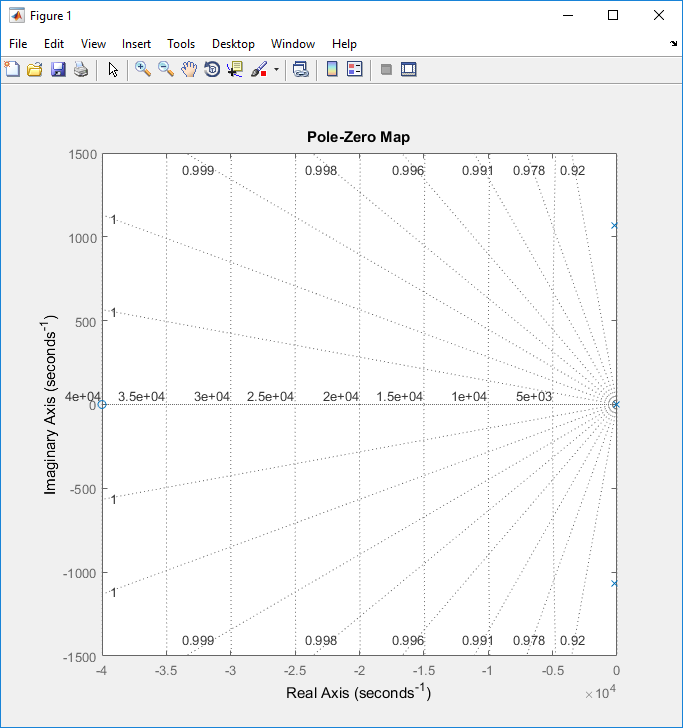 Figure 1
File Edit View Insert Tools Desktop Window Help
Pole-Zero Map
1500
0.999 0.998 0.996 0.991 0.978 0.92
1
1000
1
500
4e+04 3.5e+04 3e+04 2.5e+04 2e+04 1.5e+04 1e+04 5e+03
0
Imaginary Axis (seconds-1)
-500
1
-1000
1
0.999 0.998 0.996 0.991 0.978 0.92
-1500
-4 -3.5 -3 -2.5 -2 -1.5 -1 -0.5 0
Real Axis (seconds-1)
×104